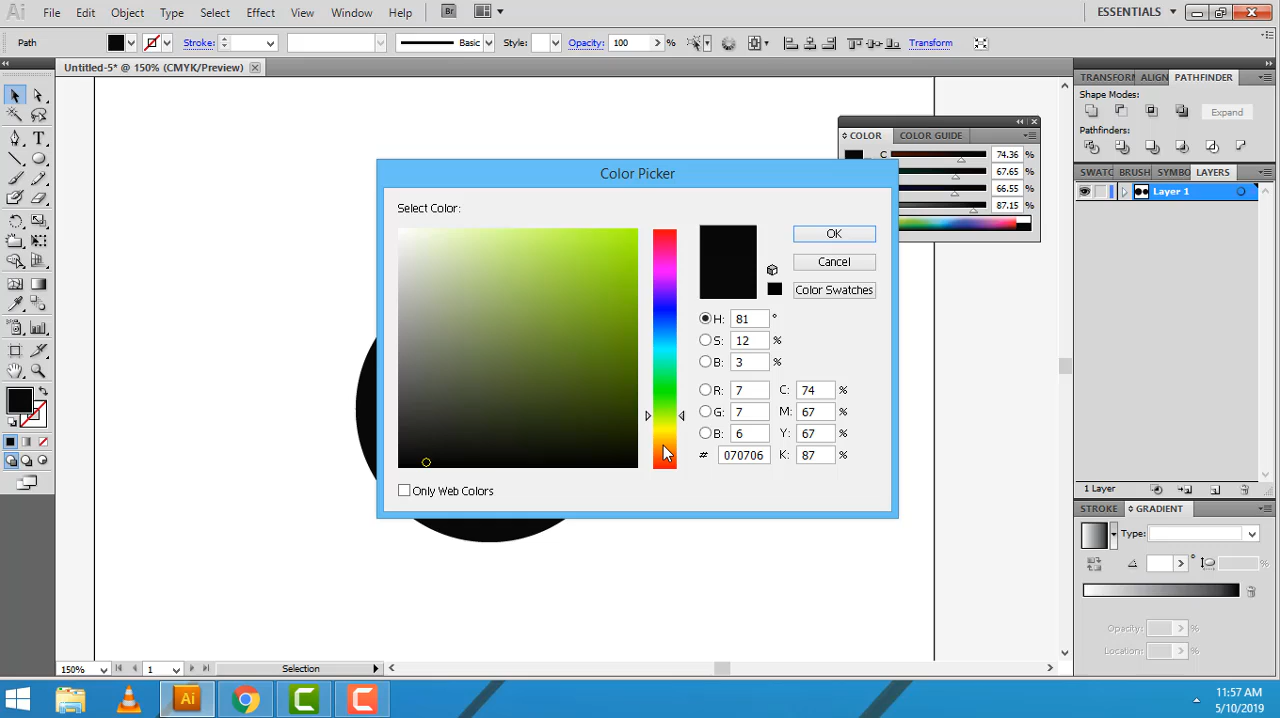 Ai File Edit Object Type Select Effect View Window Help Br ESSENTIALS
Path Stroke: Basic Style: Opacity: 100 % Transform
Untitled-5* @ 150% (CMYK/Preview)
TRANSFORM ALIGN PATHFINDER
Shape Modes:
Expand
Pathfinders:
COLOR COLOR GUIDE
C 74.36 %
67.65 %
66.55 %
87.15 %
SWATC BRUSH SYMBO LAYERS
Layer 1
Color Picker
Select Color:
OK
Cancel
Color Swatches
H: 81 °
S: 12 %
B: 3 %
R: 7 C: 74 %
G: 7 M: 67 %
B: 6 Y: 67 %
# 070706 K: 87 %
Only Web Colors
1 Layer
STROKE GRADIENT
Type:
°
%
Opacity: %
Location: %
150% 1 Selection
Ai
11:57 AM
5/10/2019